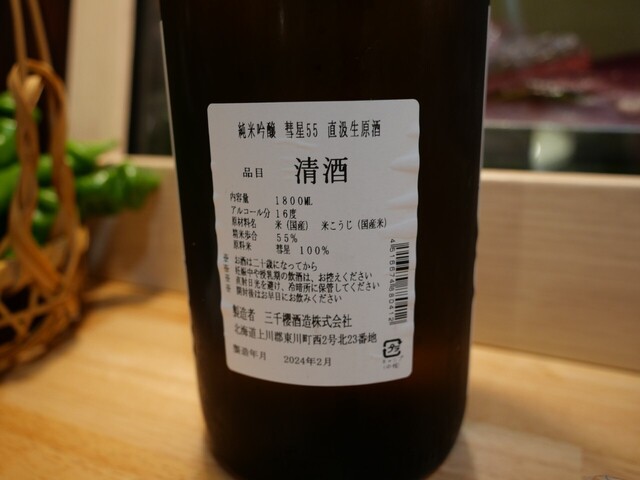 純米吟醸 彗星55 直汲生原酒
品目 清酒
内容量 1800ML
アルコール分 16度
原材料名 米(国産) 米こうじ(国産米)
精米歩合 55%
原料米 彗星 100%
※ お酒は二十歳になってから
※ 妊娠中や授乳期の飲酒は、お控えください
※ 直射日光を避け、冷暗所に保管してください
※ 開封後はお早目にお飲みください
製造者 三千櫻酒造株式会社
北海道上川郡東川町西2号北23番地
製造年月 2024年2月
プラ
キャップ